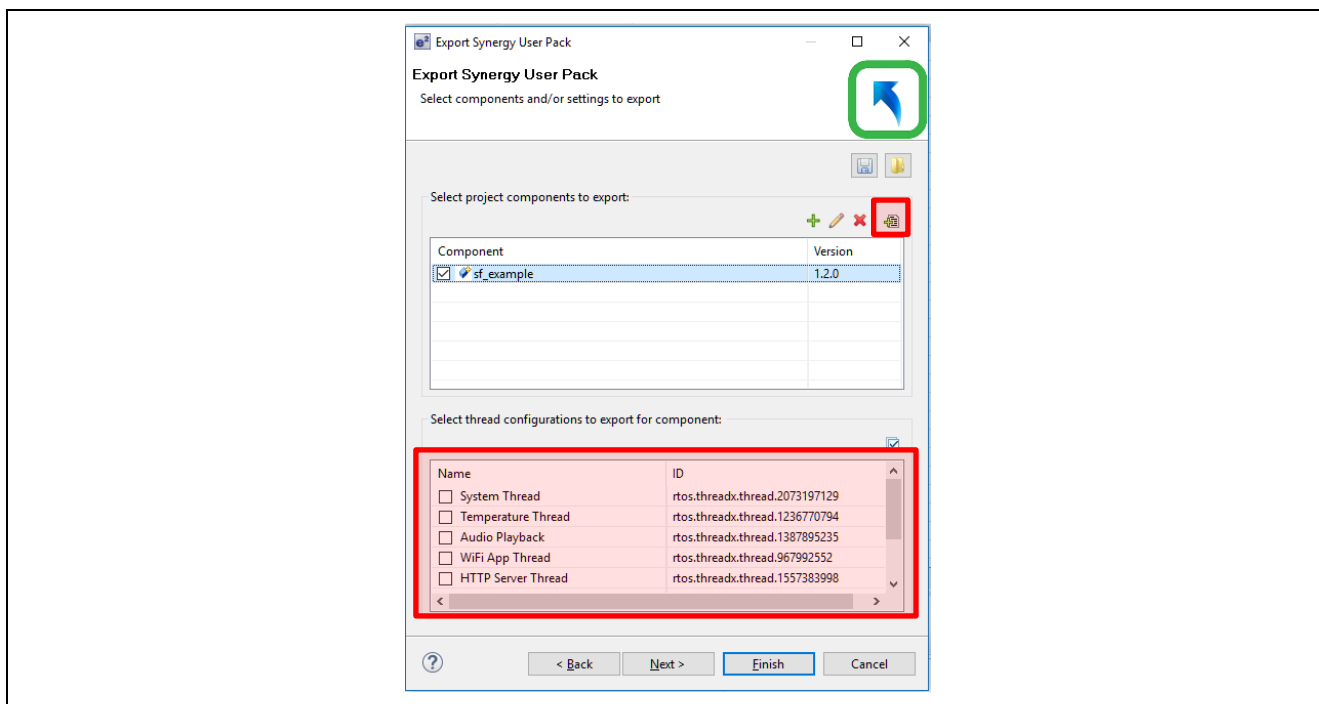 e² Export Synergy User Pack
Export Synergy User Pack
Select components and/or settings to export
Select project components to export:
Component Version
sf_example 1.2.0
Select thread configurations to export for component:
Name ID
System Thread rtos.threadx.thread.2073197129
Temperature Thread rtos.threadx.thread.1236770794
Audio Playback rtos.threadx.thread.1387895235
WiFi App Thread rtos.threadx.thread.967992552
HTTP Server Thread rtos.threadx.thread.1557383998
? < Back Next > Finish Cancel